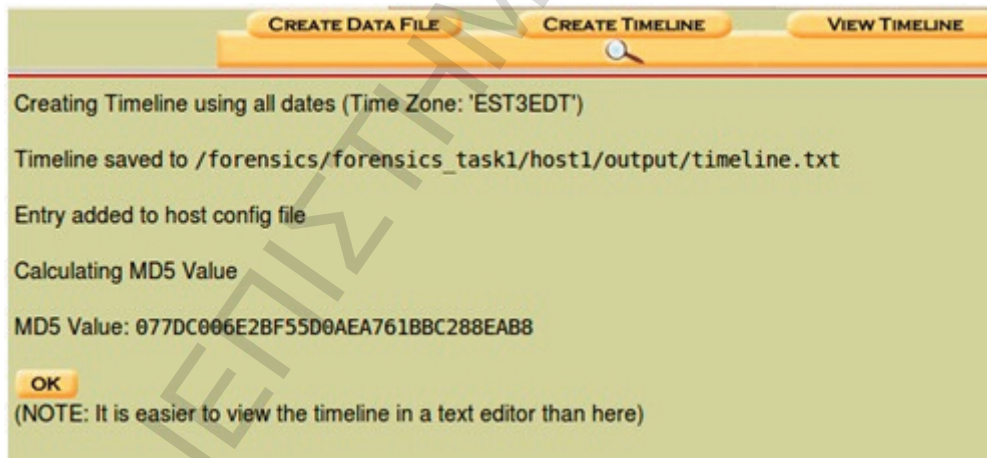 CREATE DATA FILE CREATE TIMELINE VIEW TIMELINE
Creating Timeline using all dates (Time Zone: 'EST3EDT')
Timeline saved to /forensics/forensics_task1/host1/output/timeline.txt
Entry added to host config file
Calculating MD5 Value
MD5 Value: 077DC006E2BF55D0AEA761BBC288EAB8
OK
(NOTE: It is easier to view the timeline in a text editor than here)
ΙΕΠΙΣΤΗΜ